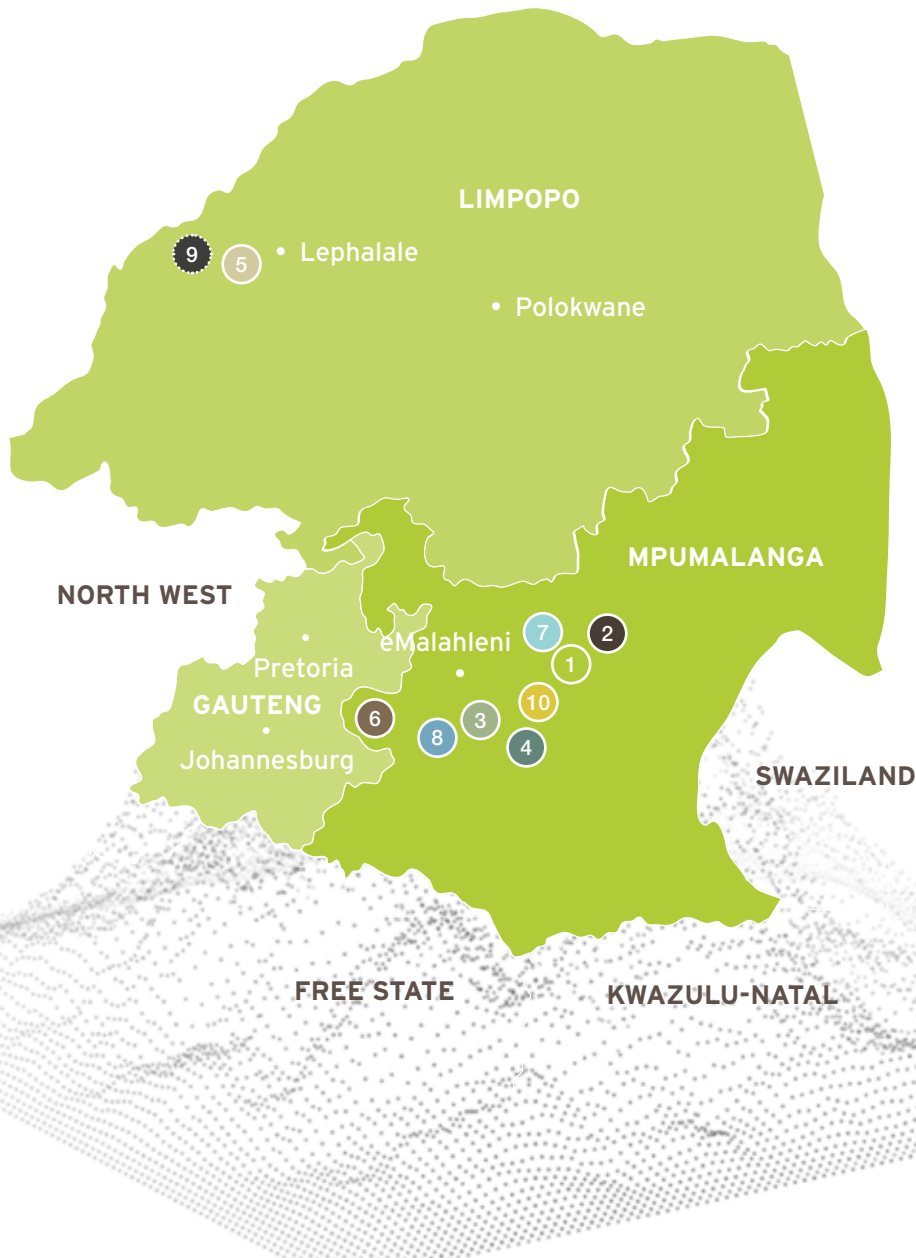 LIMPOPO
9
5
Lephalale
Polokwane
MPUMALANGA
NORTH WEST
7
2
eMalahleni
1
Pretoria
10
GAUTENG
6
3
8
4
Johannesburg
SWAZILAND
FREE STATE
KWAZULU-NATAL